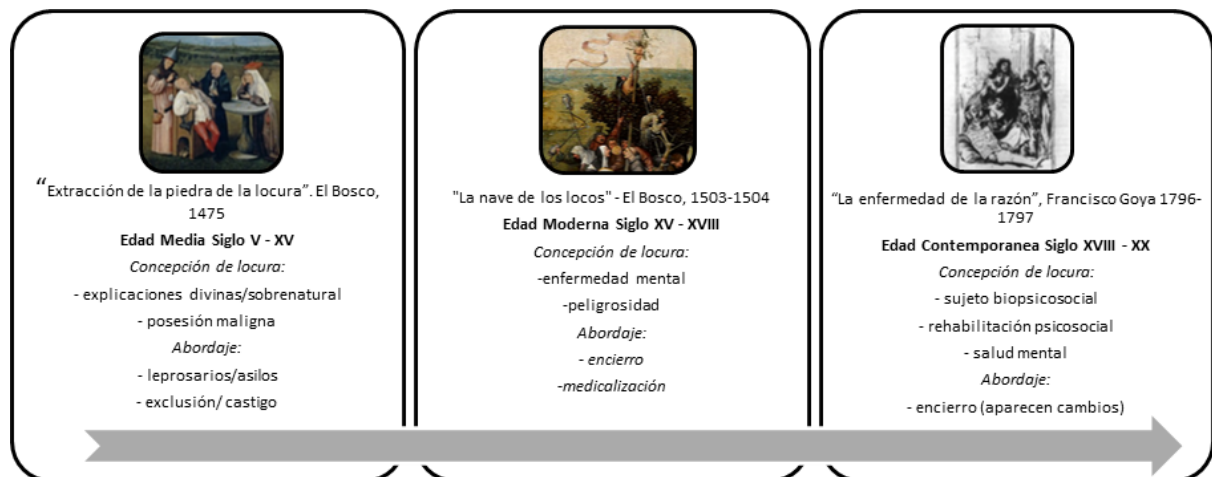 “Extracción de la piedra de la locura”. El Bosco,
1475
Edad Media Siglo V - XV
Concepción de locura:
- explicaciones divinas/sobrenatural
- posesión maligna
Abordaje:
- leprosarios/asilos
- exclusión/ castigo
"La nave de los locos" - El Bosco, 1503-1504
Edad Moderna Siglo XV - XVIII
Concepción de locura:
-enfermedad mental
-peligrosidad
Abordaje:
- encierro
-medicalización
“La enfermedad de la razón”, Francisco Goya 1796-
1797
Edad Contemporanea Siglo XVIII - XX
Concepción de locura:
- sujeto biopsicosocial
- rehabilitación psicosocial
- salud mental
Abordaje:
- encierro (aparecen cambios)